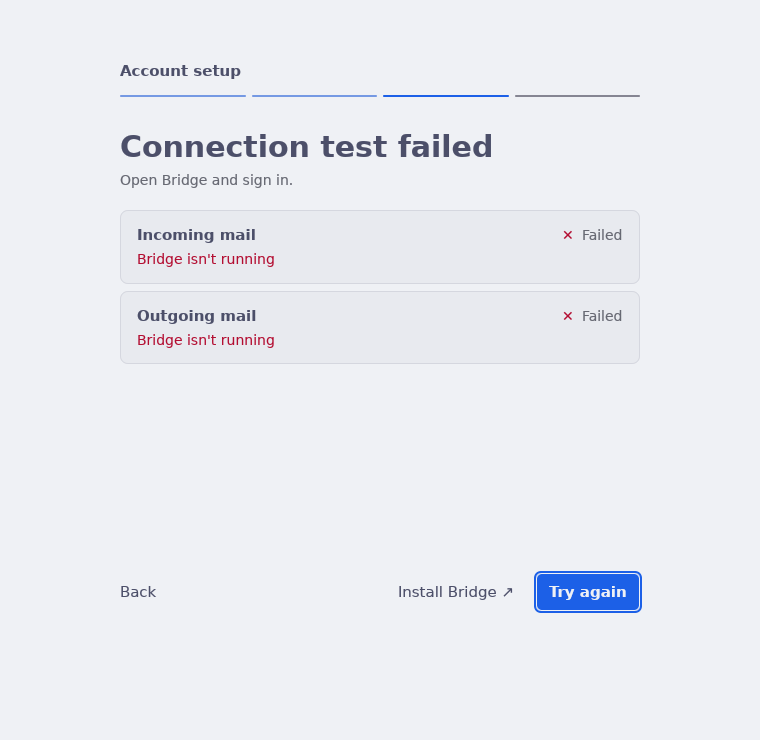 Account setup
Connection test failed
Open Bridge and sign in.
Incoming mail
✕ Failed
Bridge isn't running
Outgoing mail
✕ Failed
Bridge isn't running
Back
Install Bridge ↗
Try again